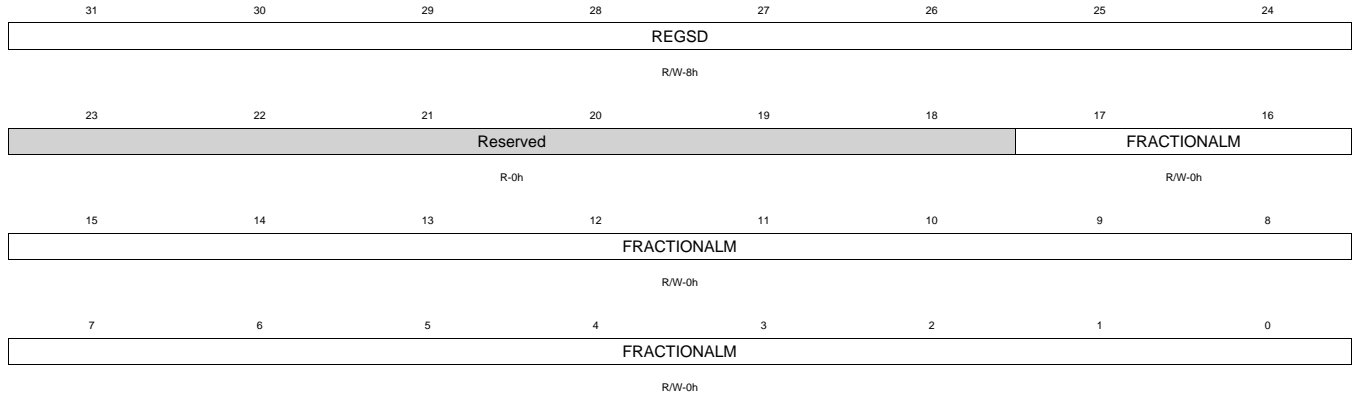 31 30 29 28 27 26 25 24
REGSD
R/W-8h
23 22 21 20 19 18 17 16
Reserved FRACTIONALM
R-0h R/W-0h
15 14 13 12 11 10 9 8
FRACTIONALM
R/W-0h
7 6 5 4 3 2 1 0
FRACTIONALM
R/W-0h